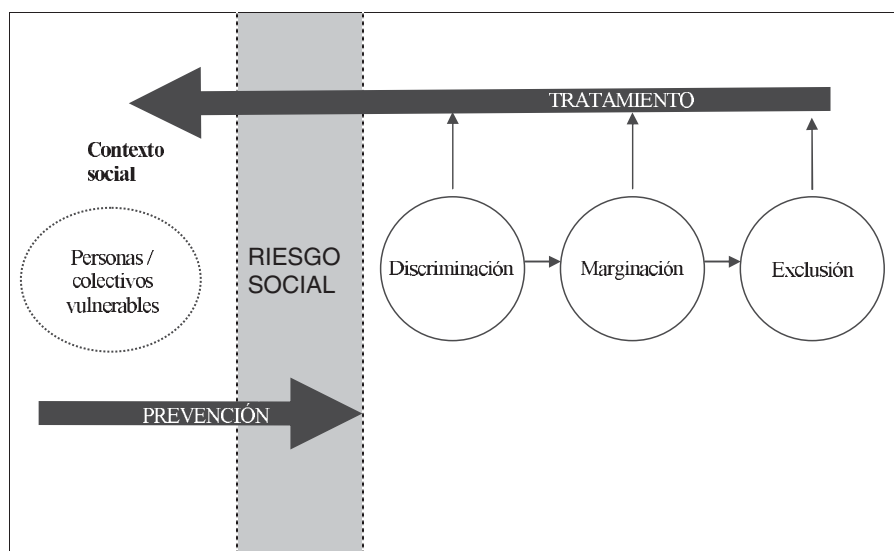 TRATAMIENTO
Contexto
social
Personas /
colectivos
vulnerables
RIESGO
SOCIAL
Discriminación
Marginación
Exclusión
PREVENCIÓN